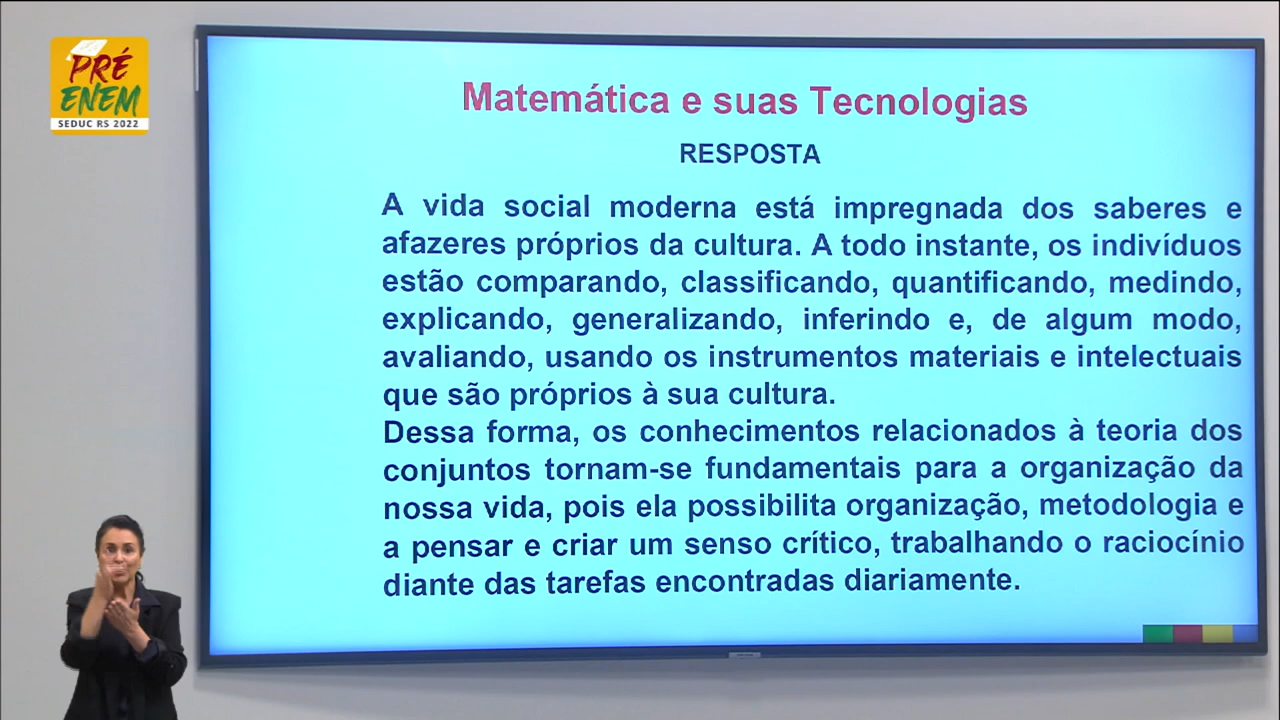 PRÉ
ENEM
SEDUC RS 2022
Matemática e suas Tecnologias
RESPOSTA
A vida social moderna está impregnada dos saberes e
afazeres próprios da cultura. A todo instante, os indivíduos
estão comparando, classificando, quantificando, medindo,
explicando, generalizando, inferindo e, de algum modo,
avaliando, usando os instrumentos materiais e intelectuais
que são próprios à sua cultura.
Dessa forma, os conhecimentos relacionados à teoria dos
conjuntos tornam-se fundamentais para a organização da
nossa vida, pois ela possibilita organização, metodologia e
a pensar e criar um senso crítico, trabalhando o raciocínio
diante das tarefas encontradas diariamente.